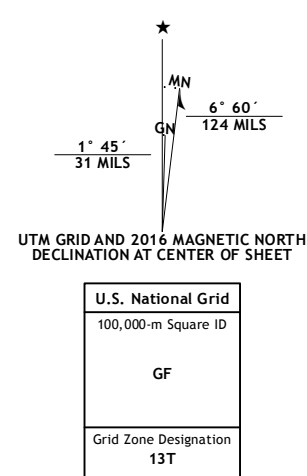 ★
MN
GN
6° 60´
124 MILS
1° 45´
31 MILS
UTM GRID AND 2016 MAGNETIC NORTH
DECLINATION AT CENTER OF SHEET
U.S. National Grid
100,000-m Square ID
GF
Grid Zone Designation
13T